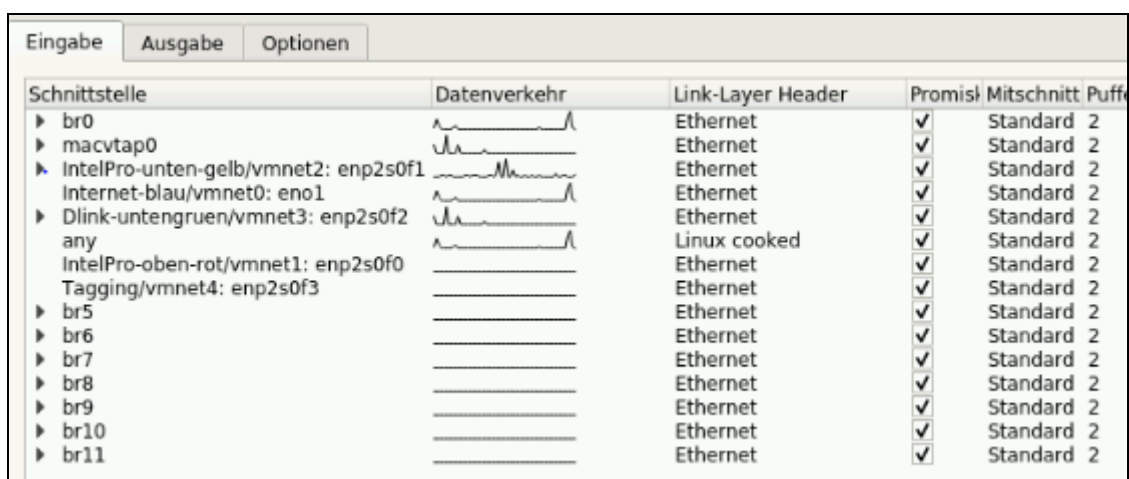 Eingabe Ausgabe Optionen
Schnittstelle Datenverkehr Link-Layer Header Promisk Mitschnitt Puffe
br0 Ethernet Standard 2
macvtap0 Ethernet Standard 2
IntelPro-unten-gelb/vmnet2: enp2s0f1 Ethernet Standard 2
Internet-blau/vmnet0: eno1 Ethernet Standard 2
Dlink-untengruen/vmnet3: enp2s0f2 Ethernet Standard 2
any Linux cooked Standard 2
IntelPro-oben-rot/vmnet1: enp2s0f0 Ethernet Standard 2
Tagging/vmnet4: enp2s0f3 Ethernet Standard 2
br5 Ethernet Standard 2
br6 Ethernet Standard 2
br7 Ethernet Standard 2
br8 Ethernet Standard 2
br9 Ethernet Standard 2
br10 Ethernet Standard 2
br11 Ethernet Standard 2